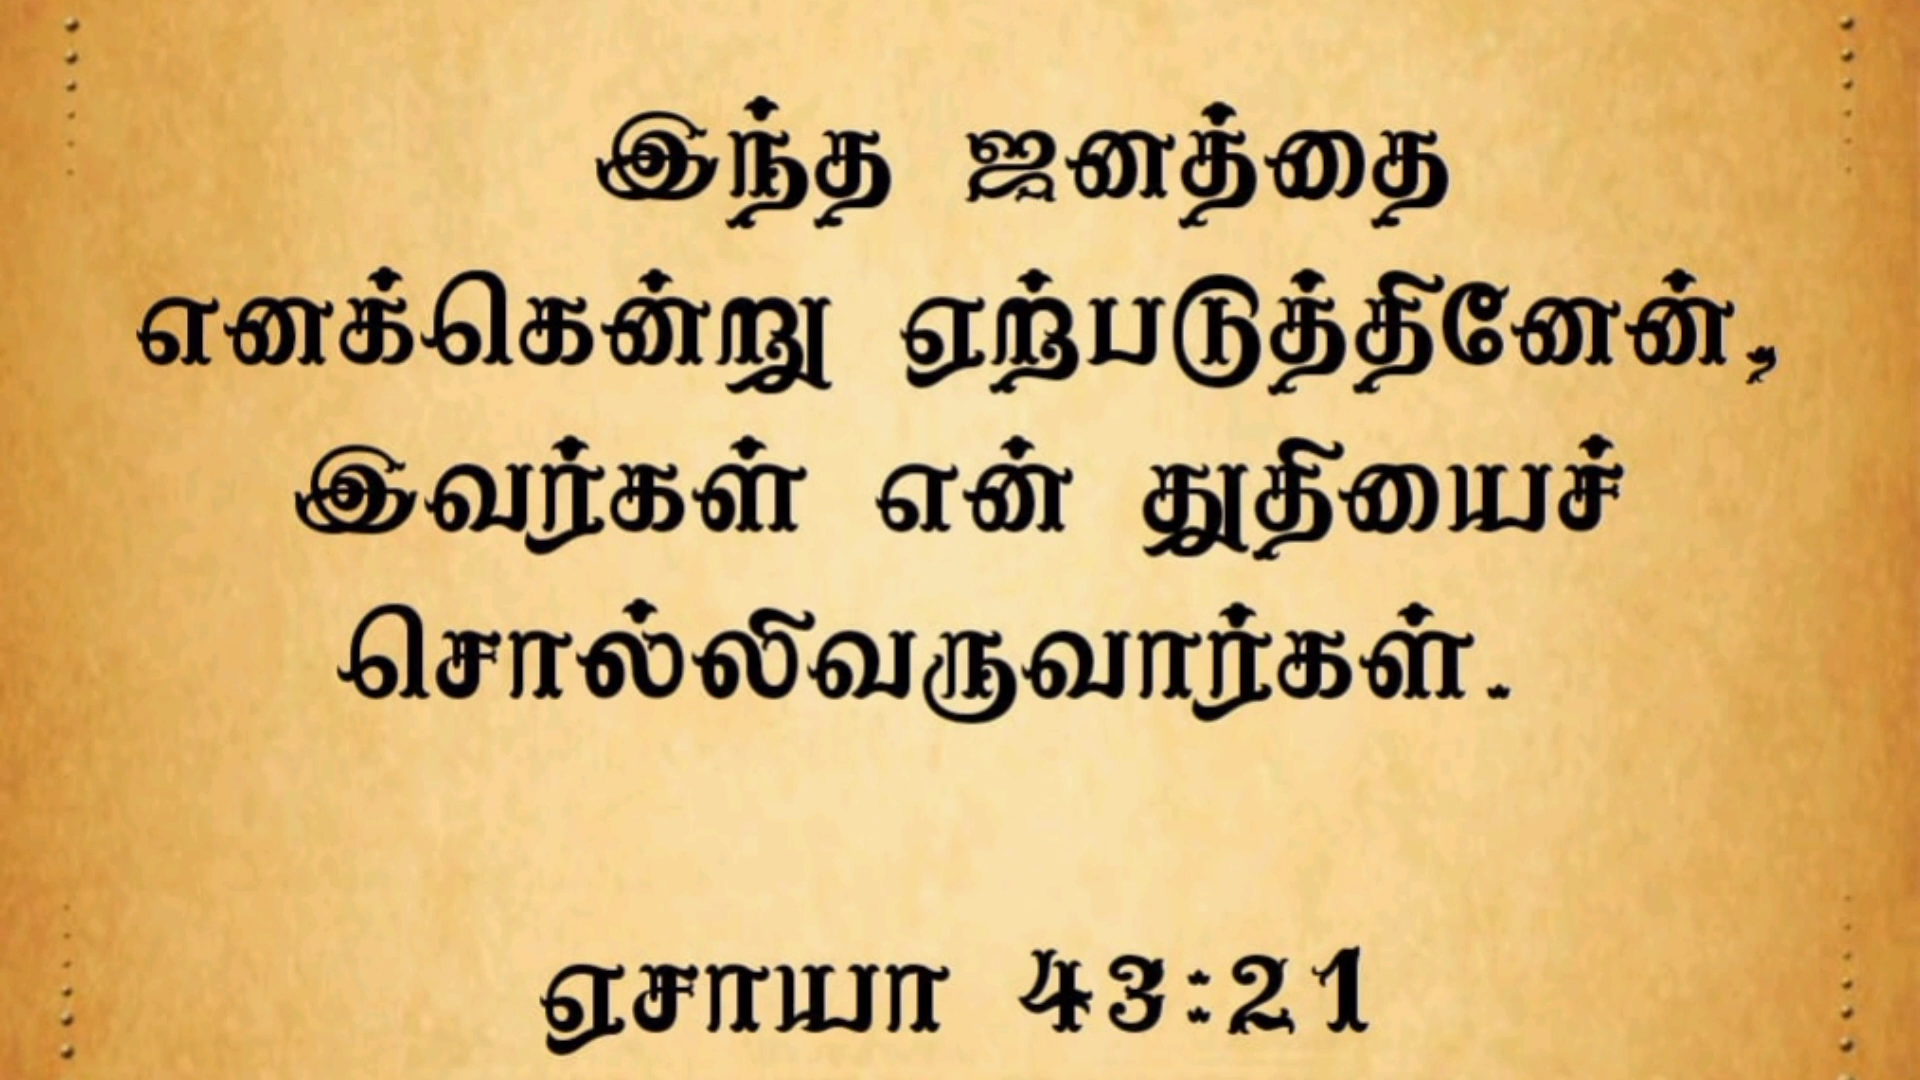 இந்த ஜனத்தை
எனக்கென்று ஏற்படுத்தினேன்,
இவர்கள் என் துதியைச்
சொல்லிவருவார்கள்.
ஏசாயா 43:21